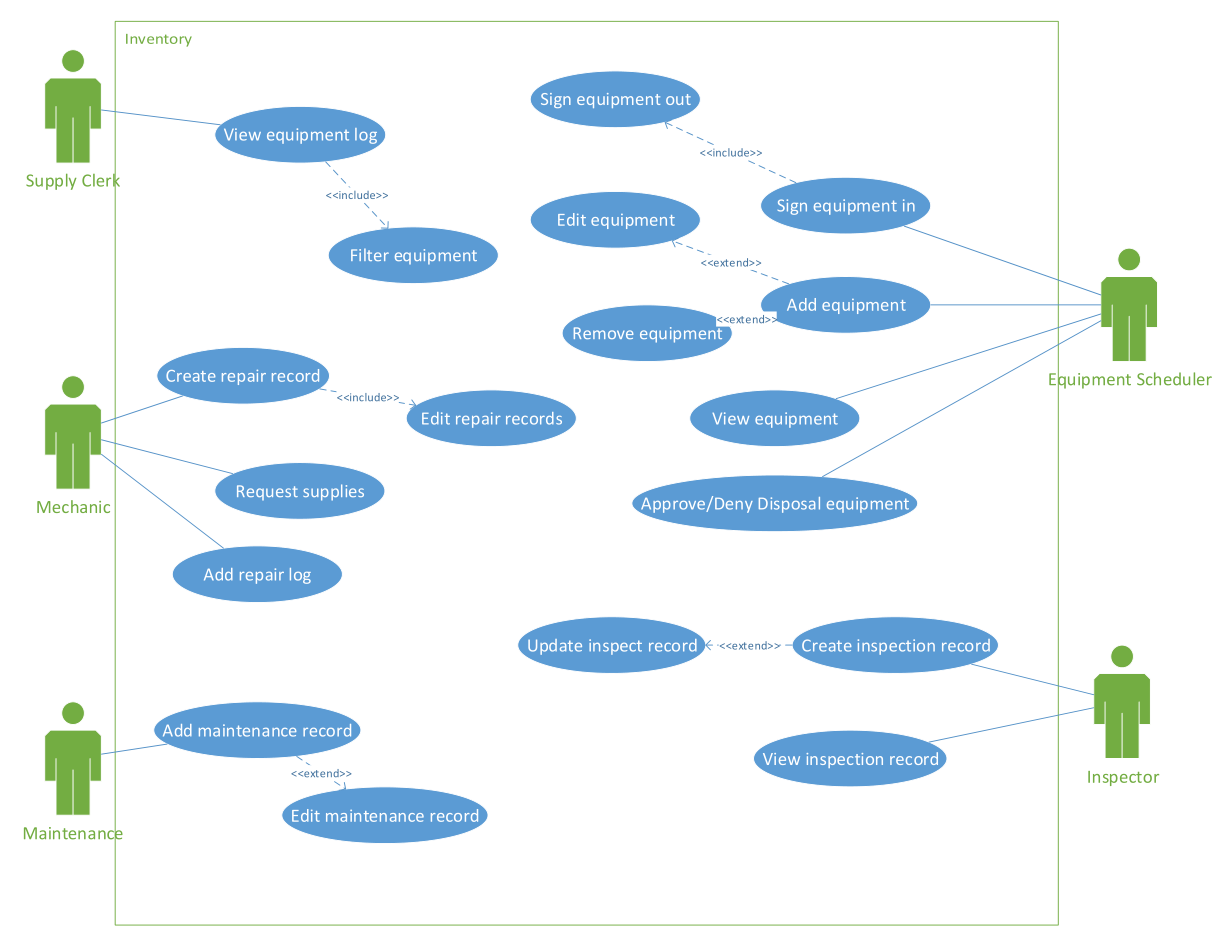 Inventory
Sign equipment out
View equipment log
<<include>>
Supply Clerk
<<include>>
Sign equipment in
Edit equipment
Filter equipment
<<extend>>
Add equipment
<<extend>>
Remove equipment
Create repair record
Equipment Scheduler
<<include>>
Edit repair records
View equipment
Request supplies
Approve/Deny Disposal equipment
Mechanic
Add repair log
Update inspect record
<<extend>>
Create inspection record
Add maintenance record
View inspection record
<<extend>>
Inspector
Edit maintenance record
Maintenance